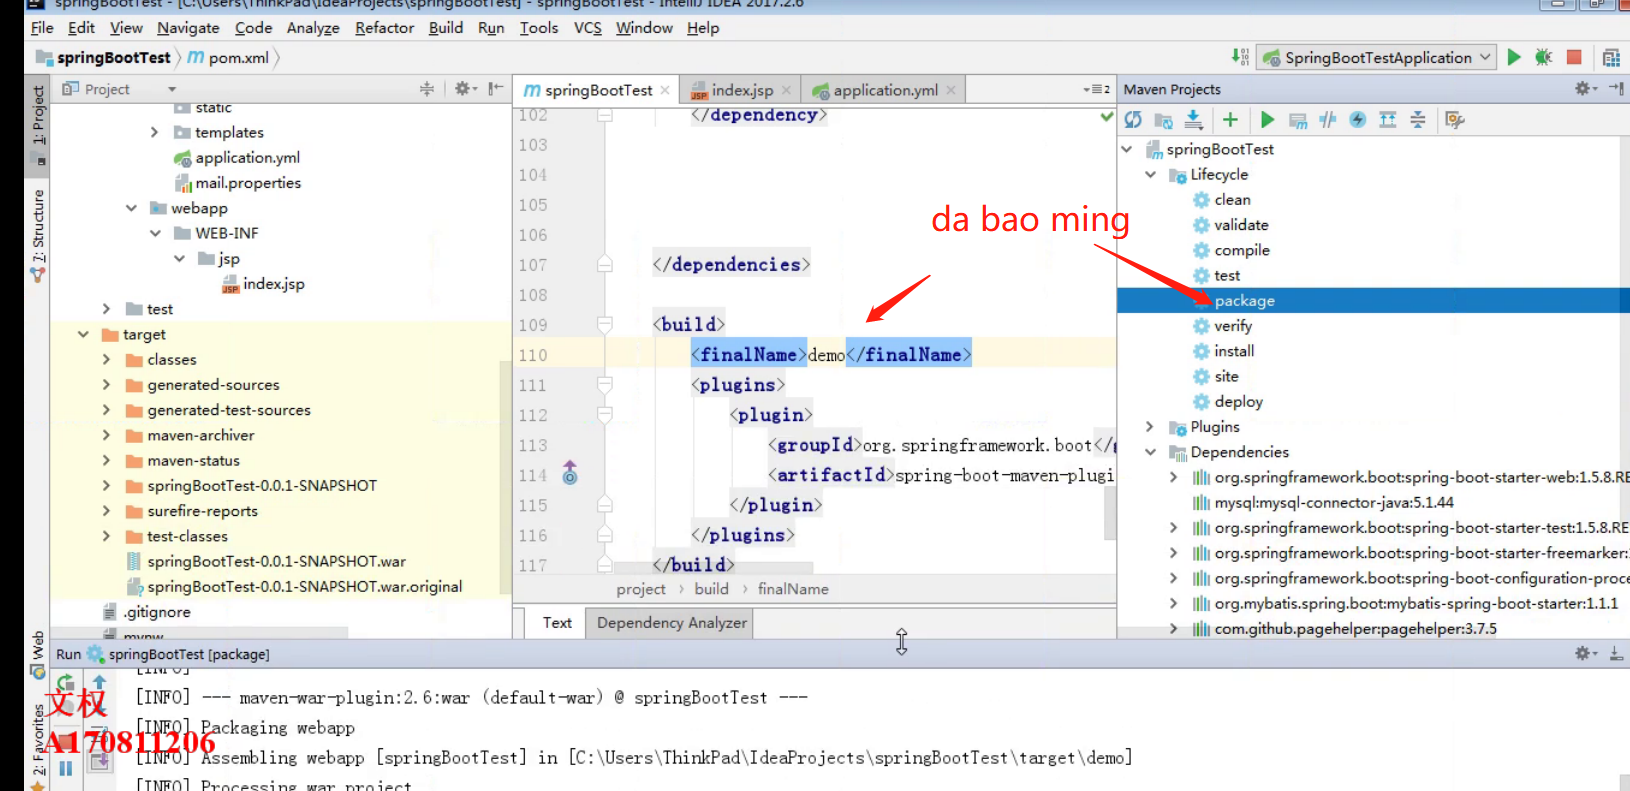 springBootTest - [C:\Users\ThinkPad\IdeaProjects\springBootTest] - springBootTest - IntelliJ IDEA 2017.2.6
File Edit View Navigate Code Analyze Refactor Build Run Tools VCS Window Help
springBootTest pom.xml SpringBootTestApplication
Project
springBootTest index.jsp application.yml 2
Maven Projects
1: Project
7: Structure
Web
2: Favorites
static
templates
application.yml
mail.properties
webapp
WEB-INF
jsp
index.jsp
test
target
classes
generated-sources
generated-test-sources
maven-archiver
maven-status
springBootTest-0.0.1-SNAPSHOT
surefire-reports
test-classes
springBootTest-0.0.1-SNAPSHOT.war
springBootTest-0.0.1-SNAPSHOT.war.original
.gitignore
mvnw
102 </dependency>
103
104
105
106
107 </dependencies>
108
109 <build>
110 <finalName>demo</finalName>
111 <plugins>
112 <plugin>
113 <groupId>org.springframework.boot</g
114 <artifactId>spring-boot-maven-plugi
115 </plugin>
116 </plugins>
117 </build>
project › build › finalName
Text Dependency Analyzer
da bao ming
springBootTest
Lifecycle
clean
validate
compile
test
package
verify
install
site
deploy
Plugins
Dependencies
org.springframework.boot:spring-boot-starter-web:1.5.8.RE
mysql:mysql-connector-java:5.1.44
org.springframework.boot:spring-boot-starter-test:1.5.8.RE
org.springframework.boot:spring-boot-starter-freemarker:
org.springframework.boot:spring-boot-configuration-proce
org.mybatis.spring.boot:mybatis-spring-boot-starter:1.1.1
com.github.pagehelper:pagehelper:3.7.5
Run springBootTest [package]
[INFO]
[INFO] --- maven-war-plugin:2.6:war (default-war) @ springBootTest ---
[INFO] Packaging webapp
[INFO] Assembling webapp [springBootTest] in [C:\Users\ThinkPad\IdeaProjects\springBootTest\target\demo]
[INFO] Processing war project
文权
A170811206